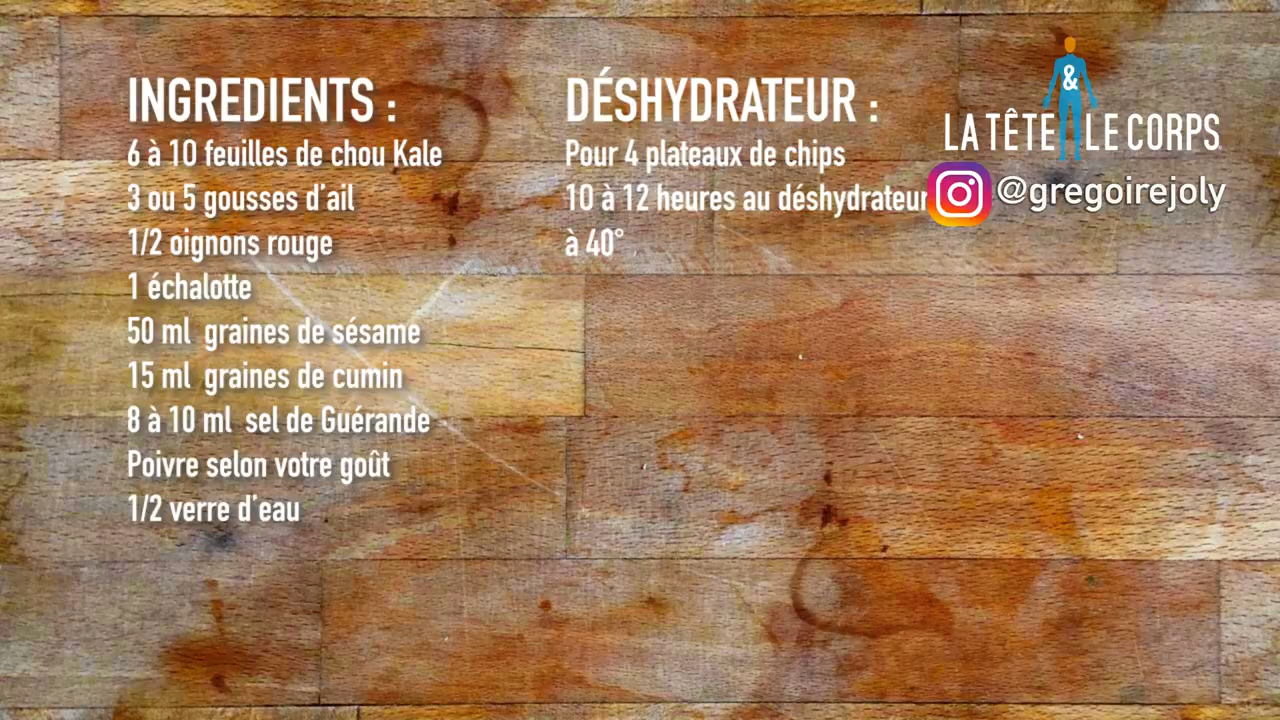 INGREDIENTS :
6 à 10 feuilles de chou Kale
3 ou 5 gousses d'ail
1/2 oignons rouge
1 échalotte
50 ml graines de sésame
15 ml graines de cumin
8 à 10 ml sel de Guérande
Poivre selon votre goût
1/2 verre d'eau
DÉSHYDRATEUR :
Pour 4 plateaux de chips
10 à 12 heures au déshydrateur
à 40°
&
LA TÊTE LE CORPS
@gregoirejoly